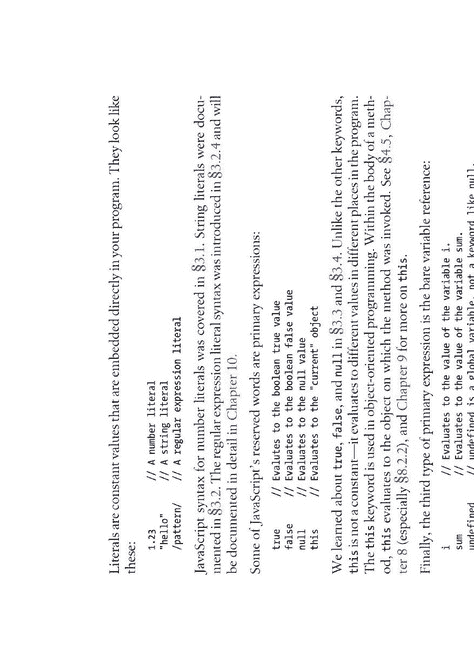 Literals are constant values that are embedded directly in your program. They look like
these:
1.23 // A number literal
"hello" // A string literal
/pattern/ // A regular expression literal
JavaScript syntax for number literals was covered in §3.1. String literals were docu-
mented in §3.2. The regular expression literal syntax was introduced in §3.2.4 and will
be documented in detail in Chapter 10.
Some of JavaScript's reserved words are primary expressions:
true // Evalutes to the boolean true value
false // Evaluates to the boolean false value
null // Evaluates to the null value
this // Evaluates to the "current" object
We learned about true, false, and null in §3.3 and §3.4. Unlike the other keywords,
this is not a constant—it evaluates to different values in different places in the program.
The this keyword is used in object-oriented programming. Within the body of a meth-
od, this evaluates to the object on which the method was invoked. See §4.5, Chap-
ter 8 (especially §8.2.2), and Chapter 9 for more on this.
Finally, the third type of primary expression is the bare variable reference:
i // Evaluates to the value of the variable i.
sum // Evaluates to the value of the variable sum.
undefined // undefined is a global variable, not a keyword like null.